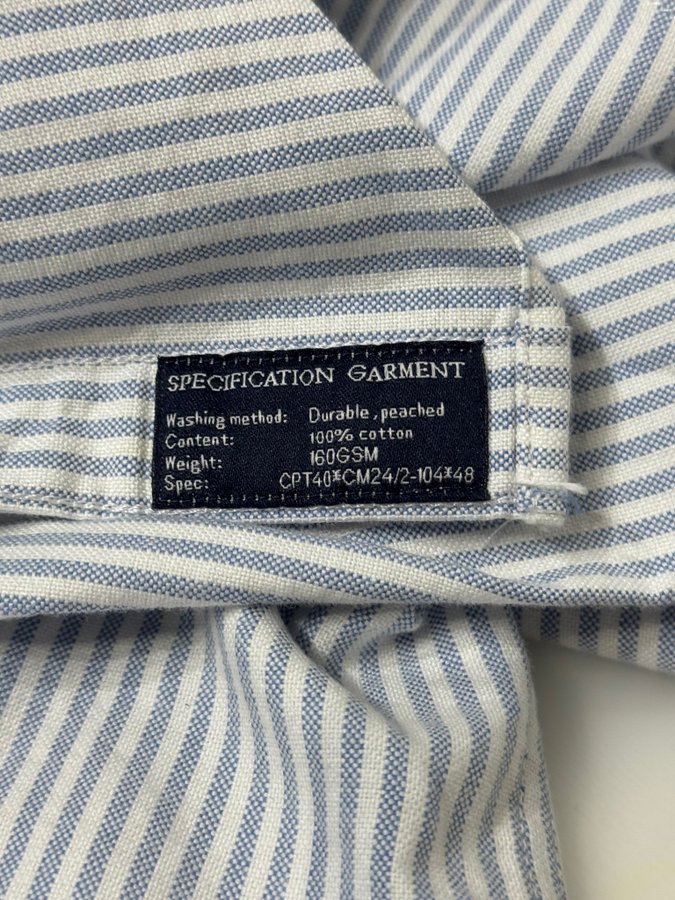 SPECIFICATION GARMENT
Washing method: Durable, peached
Content: 100% cotton
Weight: 160GSM
Spec: CPT40*CM24/2-104*48